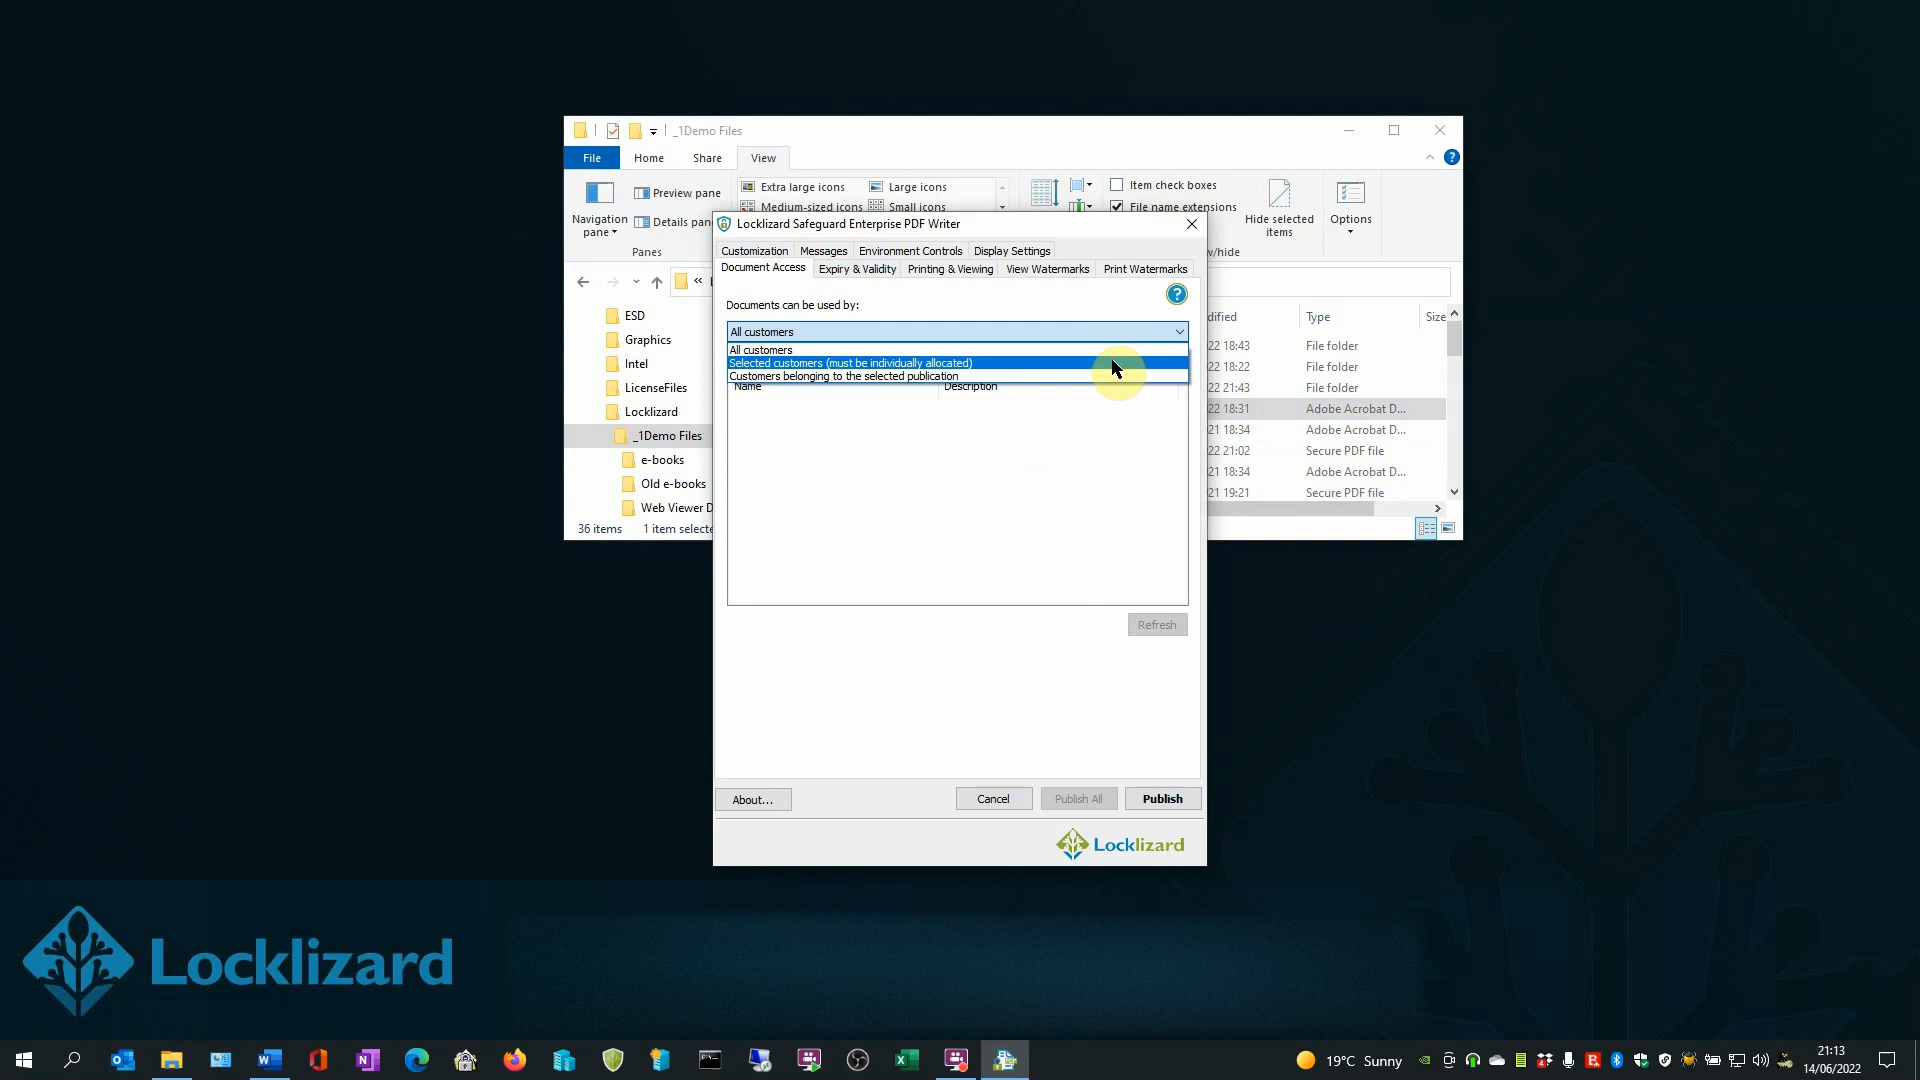 _1Demo Files
File Home Share View
Extra large icons Large icons Item check boxes
Preview pane
Medium-sized icons Small icons File name extensions
Navigation pane
Details
Hide selected items
Options
Panes
w/hide
Locklizard Safeguard Enterprise PDF Writer
Customization Messages Environment Controls Display Settings
Document Access Expiry & Validity Printing & Viewing View Watermarks Print Watermarks
«
?
Documents can be used by:
All customers
All customers
Selected customers (must be individually allocated)
Customers belonging to the selected publication
Name Description
Refresh
About... Cancel Publish All Publish
Locklizard
ESD
Graphics
Intel
LicenseFiles
Locklizard
_1Demo Files
e-books
Old e-books
Web Viewer D
36 items 1 item selecte
dified Type Size
22 18:43 File folder
22 18:22 File folder
22 21:43 File folder
22 18:31 Adobe Acrobat D...
21 18:34 Adobe Acrobat D...
22 21:02 Secure PDF file
21 18:34 Adobe Acrobat D...
21 19:21 Secure PDF file
Locklizard
19°C Sunny
21:13
14/06/2022